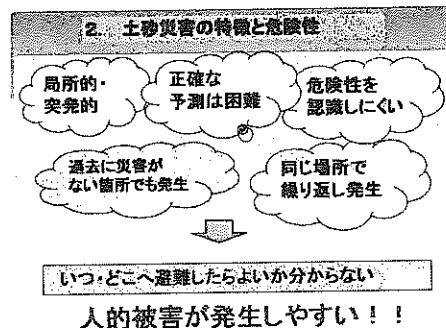 2. 土砂災害の特徴と危険性
局所的・
突発的
正確な
予測は困難
危険性を
認識しにくい
過去に災害が
ない箇所でも発生
同じ場所で
繰り返し発生
いつ・どこへ避難したらよいか分からない
人的被害が発生しやすい！！